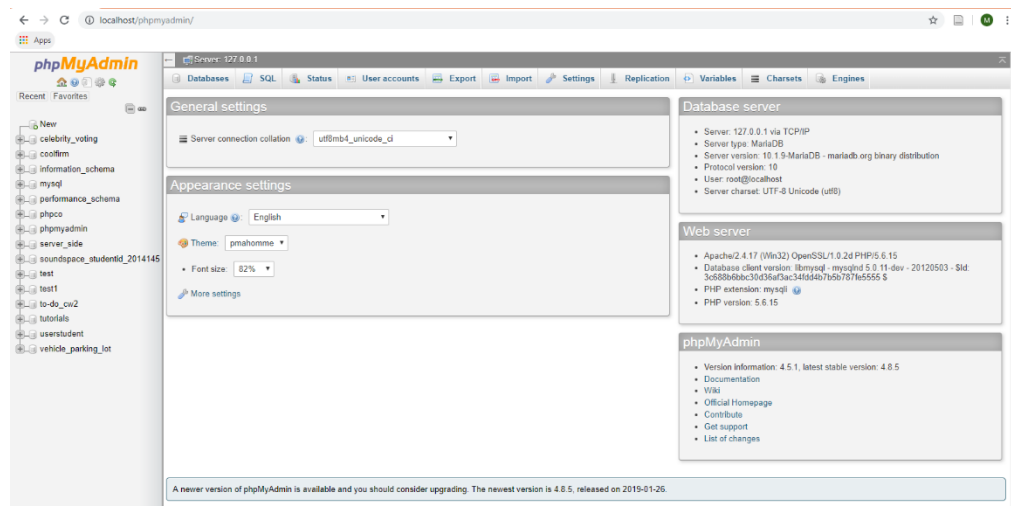 localhost/phpmyadmin/
M
Apps
phpMyAdmin
Recent Favorites
New
celebrity_voting
coolfirm
information_schema
mysql
performance_schema
phpco
phpmyadmin
server_side
soundspace_studentid_2014145
test
test1
to-do_cw2
tutorials
userstudent
vehicle_parking_lot
Server: 127.0.0.1
Databases SQL Status User accounts Export Import Settings Replication Variables Charsets Engines
General settings
Server connection collation : utf8mb4_unicode_ci
Appearance settings
Language : English
Theme: pmahomme
• Font size: 82%
More settings
Database server
• Server: 127.0.0.1 via TCP/IP
• Server type: MariaDB
• Server version: 10.1.9-MariaDB - mariadb.org binary distribution
• Protocol version: 10
• User: root@localhost
• Server charset: UTF-8 Unicode (utf8)
Web server
• Apache/2.4.17 (Win32) OpenSSL/1.0.2d PHP/5.6.15
• Database client version: libmysql - mysqlnd 5.0.11-dev - 20120503 - $Id:
$
• PHP extension: mysqli
• PHP version: 5.6.15
phpMyAdmin
• Version information: 4.5.1, latest stable version: 4.8.5
• Documentation
• Wiki
• Official Homepage
• Contribute
• Get support
• List of changes
A newer version of phpMyAdmin is available and you should consider upgrading. The newest version is 4.8.5, released on 2019-01-26.